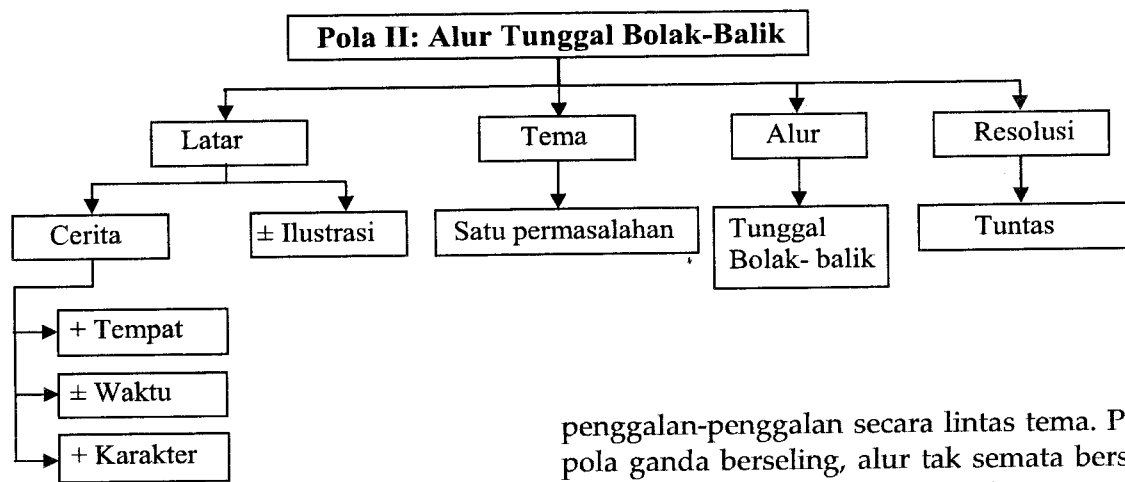 Pola II: Alur Tunggal Bolak-Balik
Latar
Tema
Alur
Resolusi
Cerita
± Ilustrasi
Satu permasalahan
Tunggal
Bolak- balik
Tuntas
+ Tempat
± Waktu
+ Karakter
penggalan-penggalan secara lintas tema. P
pola ganda berseling, alur tak semata bers